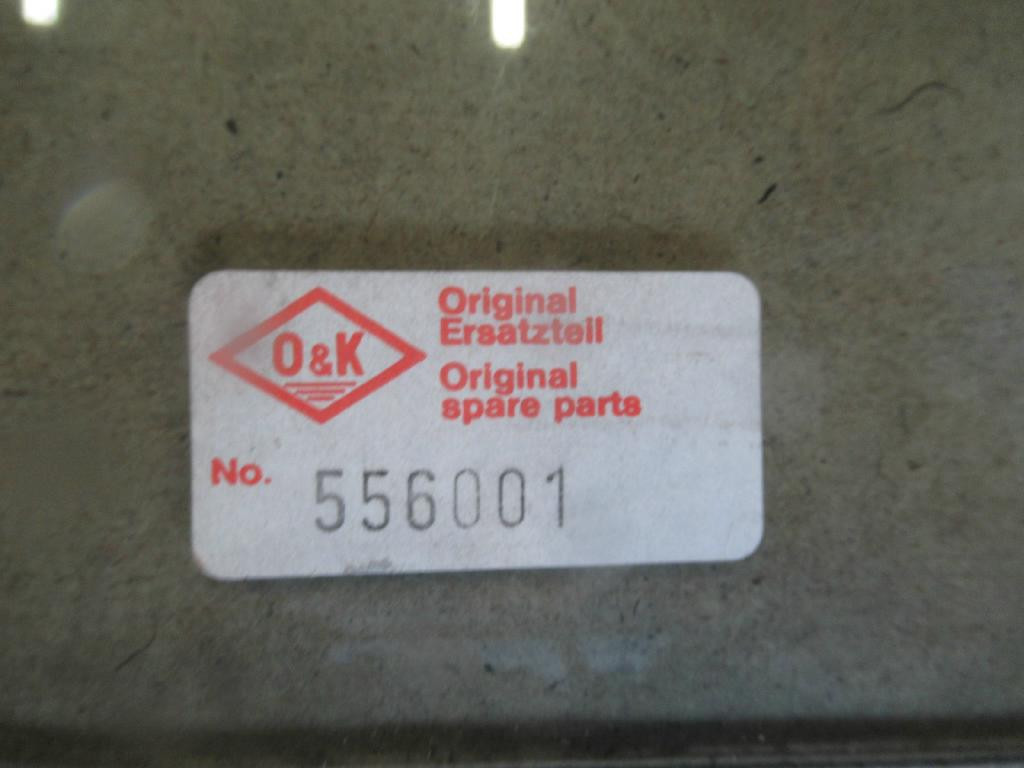 O&K
Original
Ersatzteil
Original
spare parts
No. 556001